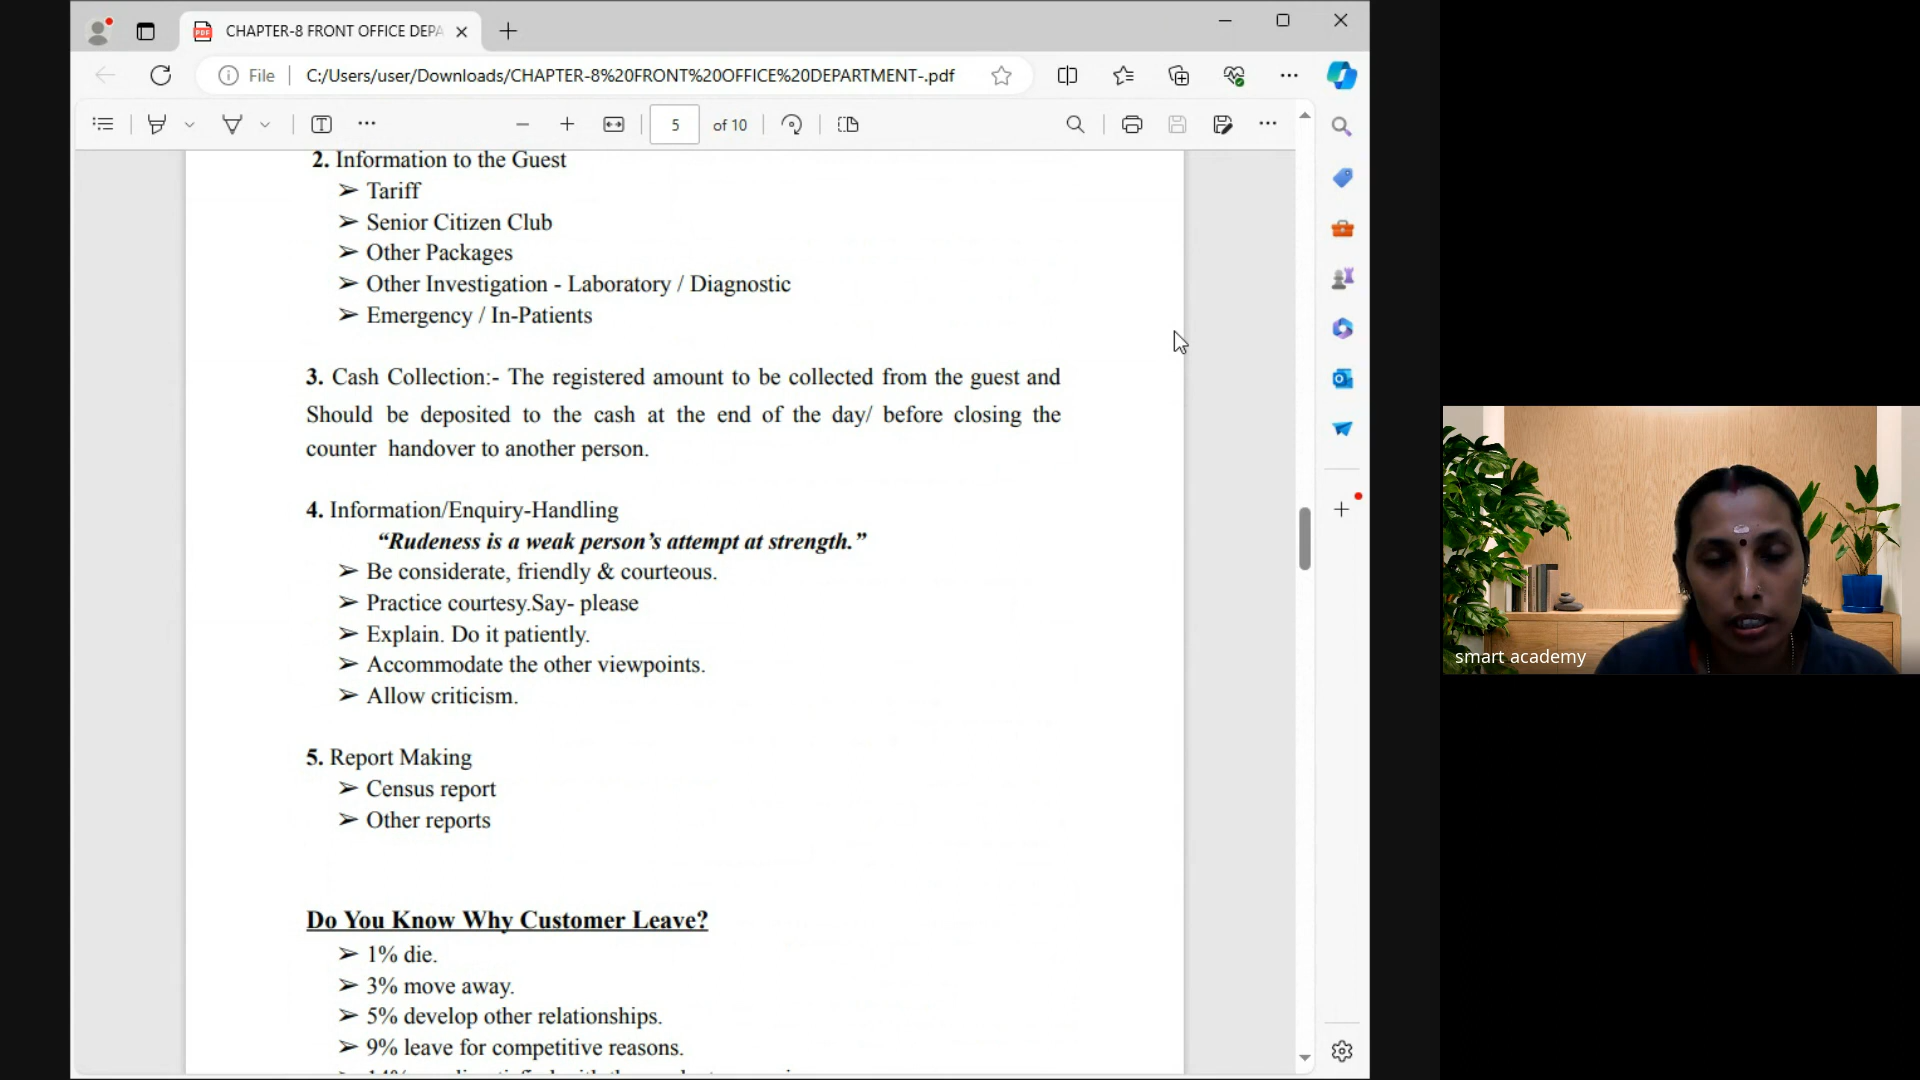 CHAPTER-8 FRONT OFFICE DEPA
File
C:/Users/user/Downloads/CHAPTER-8%20FRONT%20OFFICE%20DEPARTMENT-.pdf
5 of 10
2. Information to the Guest
➢ Tariff
➢ Senior Citizen Club
➢ Other Packages
➢ Other Investigation - Laboratory / Diagnostic
➢ Emergency / In-Patients
3. Cash Collection:- The registered amount to be collected from the guest and
Should be deposited to the cash at the end of the day/ before closing the
counter handover to another person.
4. Information/Enquiry-Handling
“Rudeness is a weak person’s attempt at strength.”
➢ Be considerate, friendly & courteous.
➢ Practice courtesy.Say- please
➢ Explain. Do it patiently.
➢ Accommodate the other viewpoints.
➢ Allow criticism.
5. Report Making
➢ Census report
➢ Other reports
Do You Know Why Customer Leave?
➢ 1% die.
➢ 3% move away.
➢ 5% develop other relationships.
➢ 9% leave for competitive reasons.
smart academy